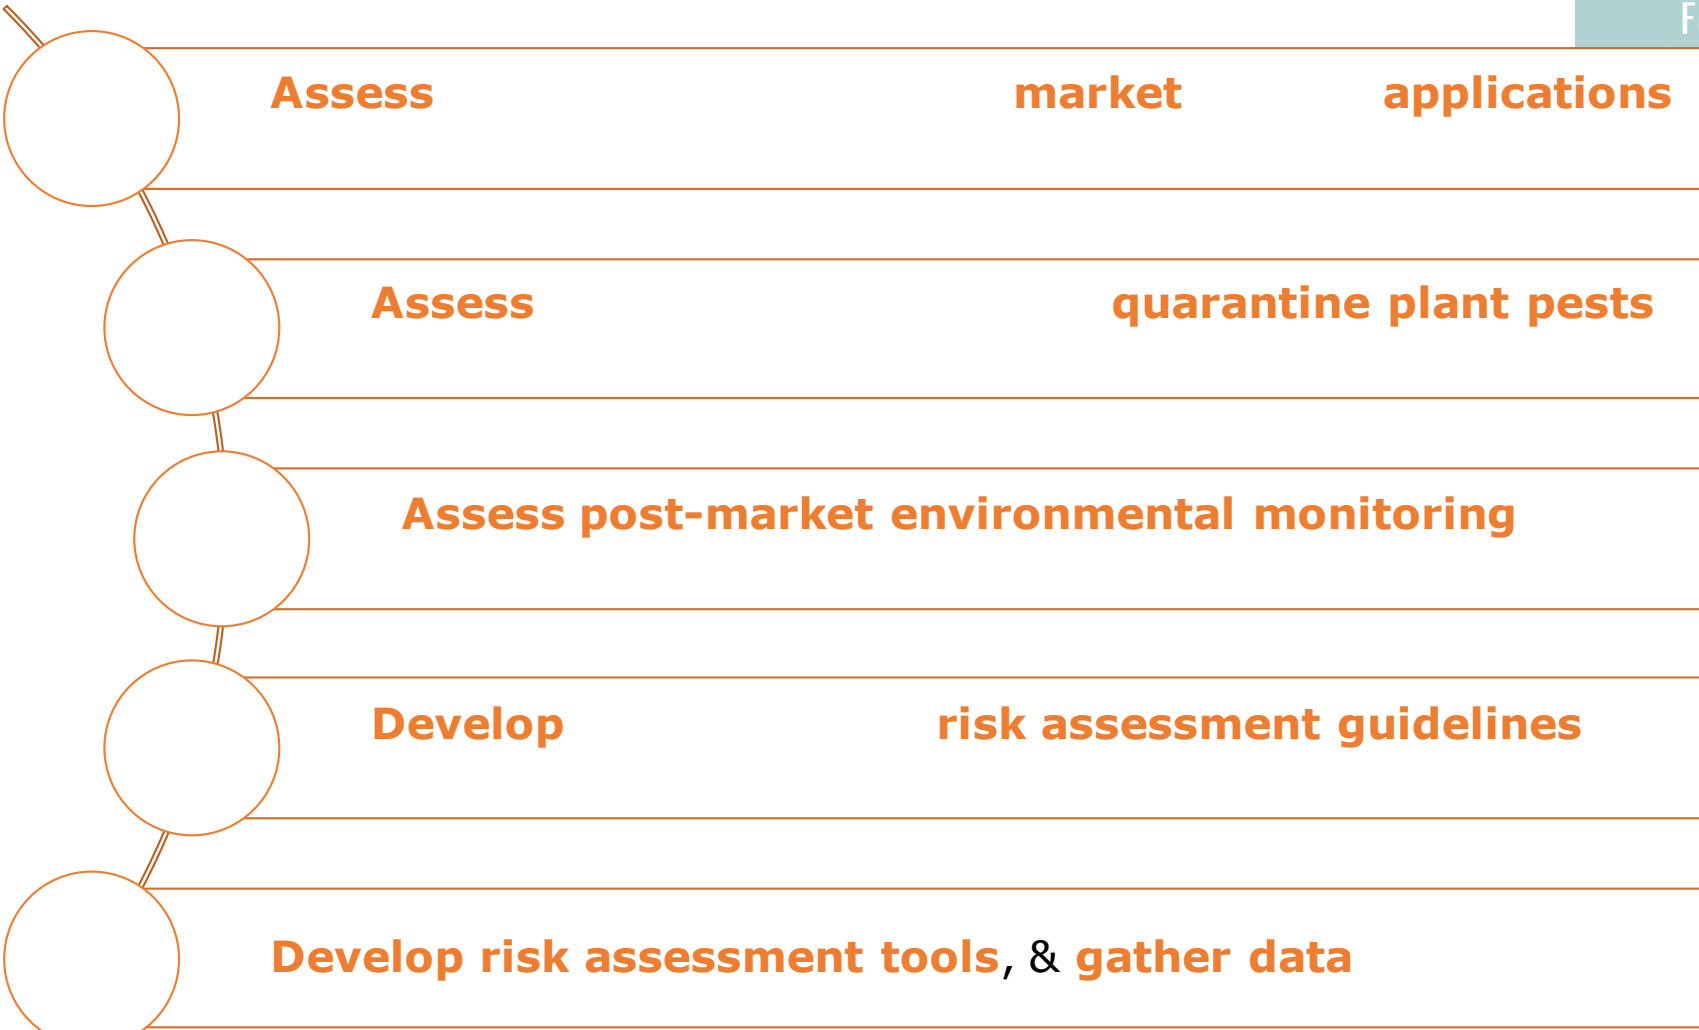 F
Assess market applications
Assess quarantine plant pests
Assess post-market environmental monitoring
Develop risk assessment guidelines
Develop risk assessment tools, & gather data